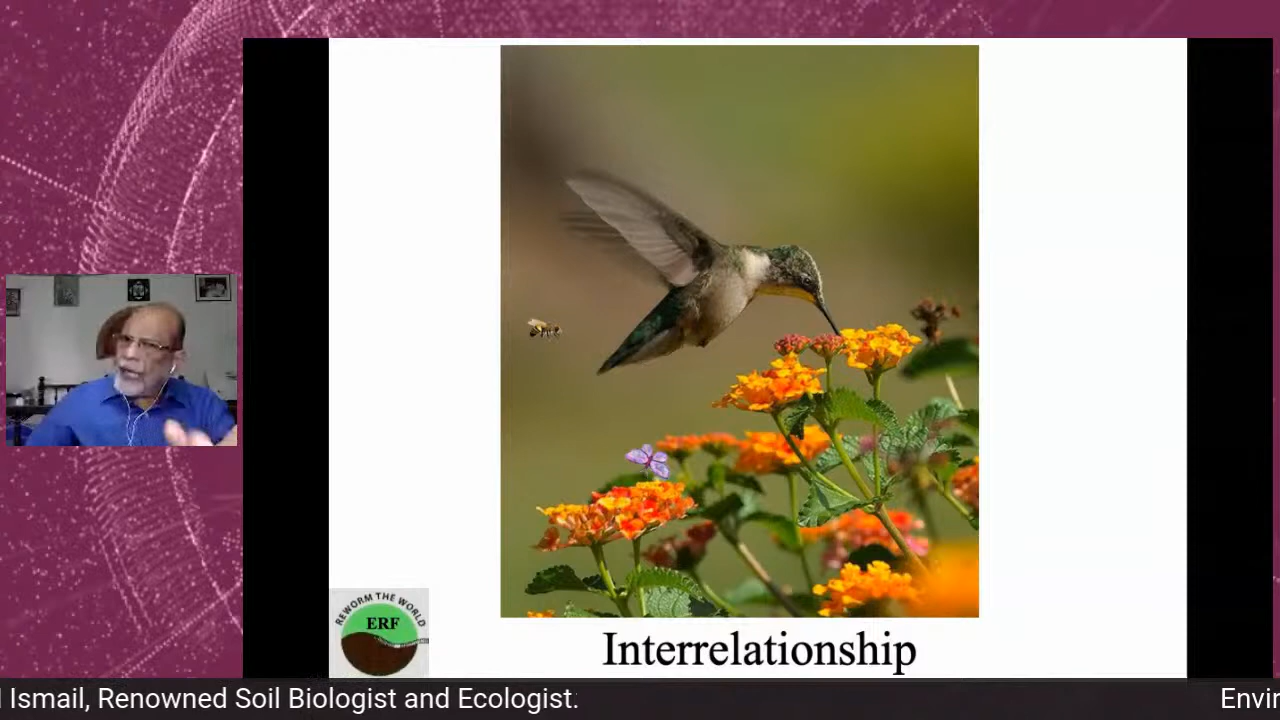 REWORM THE WORLD
ERF
Interrelationship
Ismail, Renowned Soil Biologist and Ecologist.
Envir